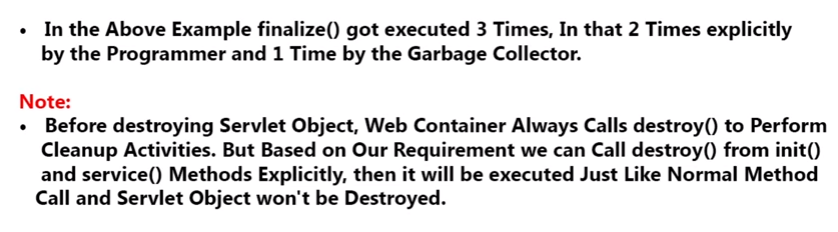 • In the Above Example finalize() got executed 3 Times, In that 2 Times explicitly
by the Programmer and 1 Time by the Garbage Collector.
Note:
• Before destroying Servlet Object, Web Container Always Calls destroy() to Perform
Cleanup Activities. But Based on Our Requirement we can Call destroy() from init()
and service() Methods Explicitly, then it will be executed Just Like Normal Method
Call and Servlet Object won't be Destroyed.